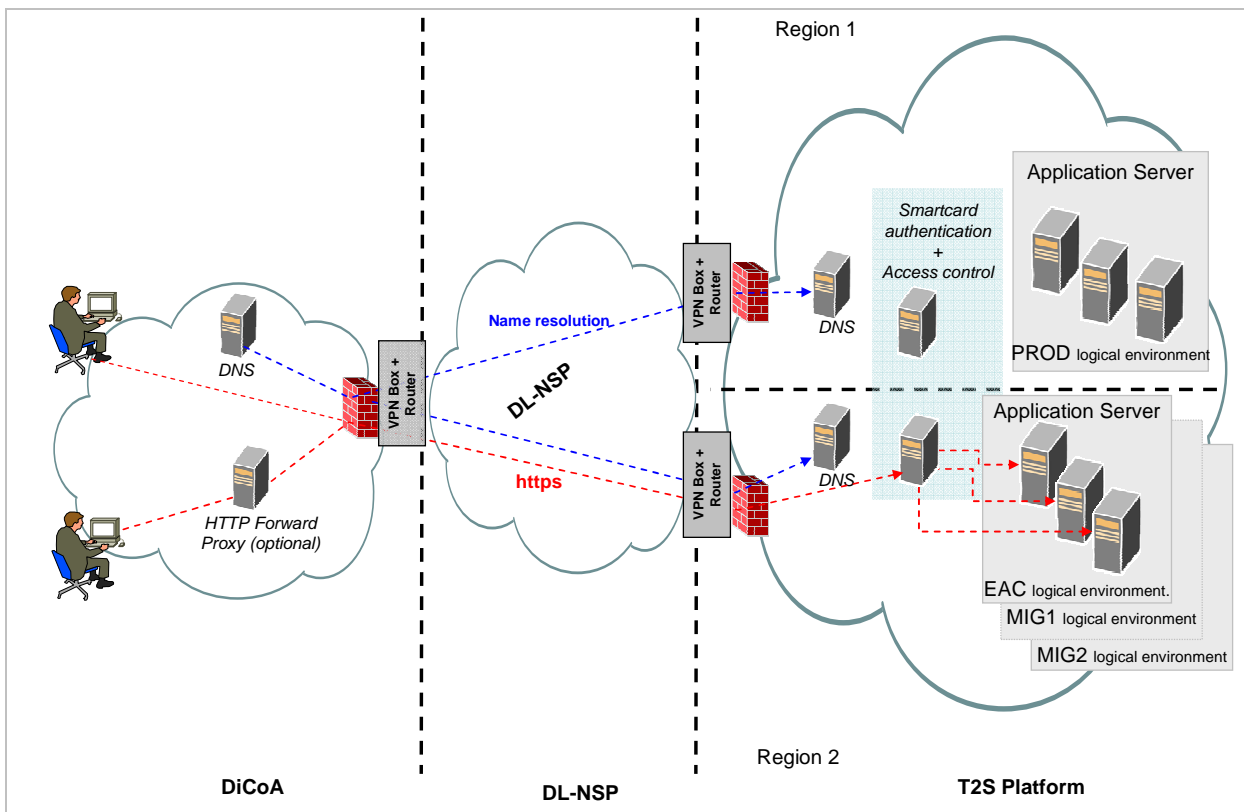 Region 1
Application Server
Smartcard
authentication
+
Access control
VPN Box +
Router
DNS
PROD logical environment
Name resolution
DL-NSP
DNS
VPN Box +
Router
HTTP Forward
Proxy (optional)
https
VPN Box +
Router
DNS
Application Server
EAC logical environment.
MIG1 logical environment
MIG2 logical environment
Region 2
DiCoA
DL-NSP
T2S Platform